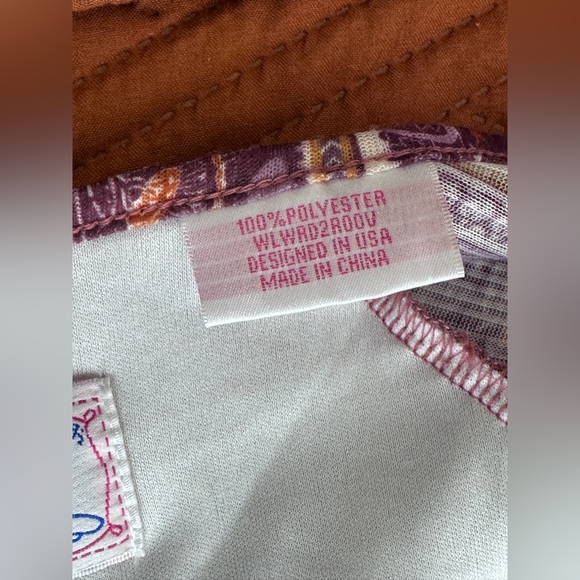 100%POLYESTER
WLWRD2R00V
DESIGNED IN USA
MADE IN CHINA